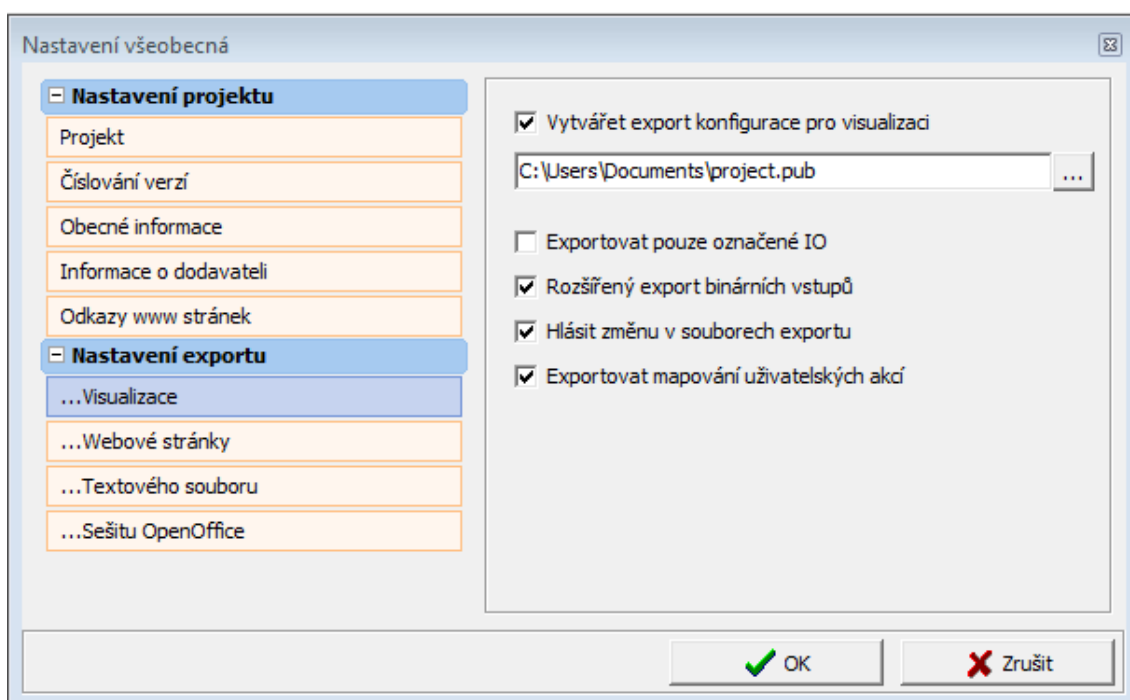 Nastavení všeobecná
Nastavení projektu
Projekt
Číslování verzí
Obecné informace
Informace o dodavateli
Odkazy www stránek
Nastavení exportu
...Visualizace
...Webové stránky
...Textového souboru
...Sešitu OpenOffice
Vytvářet export konfigurace pro visualizaci
C:\Users\Documents\project.pub
...
Exportovat pouze označené IO
Rozšířený export binárních vstupů
Hlásit změnu v souborech exportu
Exportovat mapování uživatelských akcí
OK
Zrušit